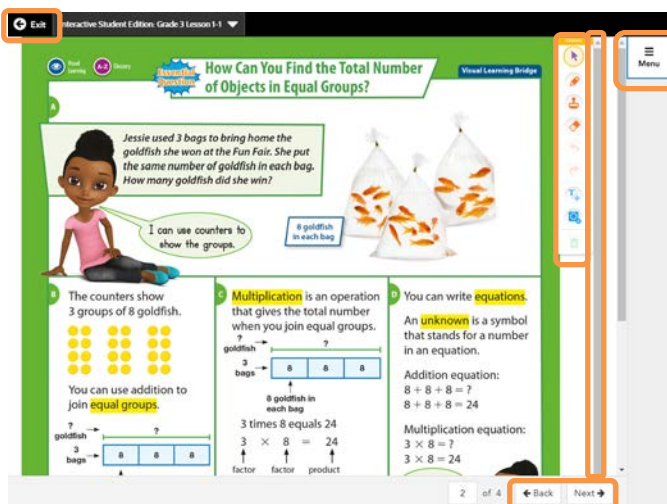 Exit
Interactive Student Edition: Grade 3 Lesson 1-1
Menu
Visual
Learning
A-Z
Glossary
Essential
Question
How Can You Find the Total Number
of Objects in Equal Groups?
Visual Learning Bridge
A
Jessie used 3 bags to bring home the
goldfish she won at the Fun Fair. She put
the same number of goldfish in each bag.
How many goldfish did she win?
I can use counters to
show the groups.
8 goldfish
in each bag
B
The counters show
3 groups of 8 goldfish.
You can use addition to
join equal groups.
?
goldfish
?
3
bags
8 8 8
C
Multiplication is an operation
that gives the total number
when you join equal groups.
?
goldfish
?
3
bags
8 8 8
8 goldfish in
each bag
3 times 8 equals 24
3 × 8 = 24
factor factor product
D
You can write equations.
An unknown is a symbol
that stands for a number
in an equation.
Addition equation:
8 + 8 + 8 = ?
8 + 8 + 8 = 24
Multiplication equation:
3 × 8 = ?
3 × 8 = 24
2 of 4
Back
Next